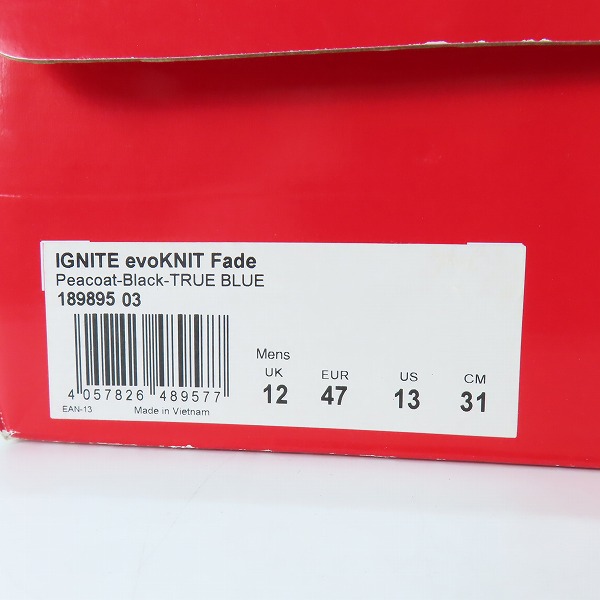 IGNITE evoKNIT Fade
Peacoat-Black-TRUE BLUE
189895 03
4 057826 489577
EAN-13 Made in Vietnam
Mens
UK EUR US CM
12 47 13 31